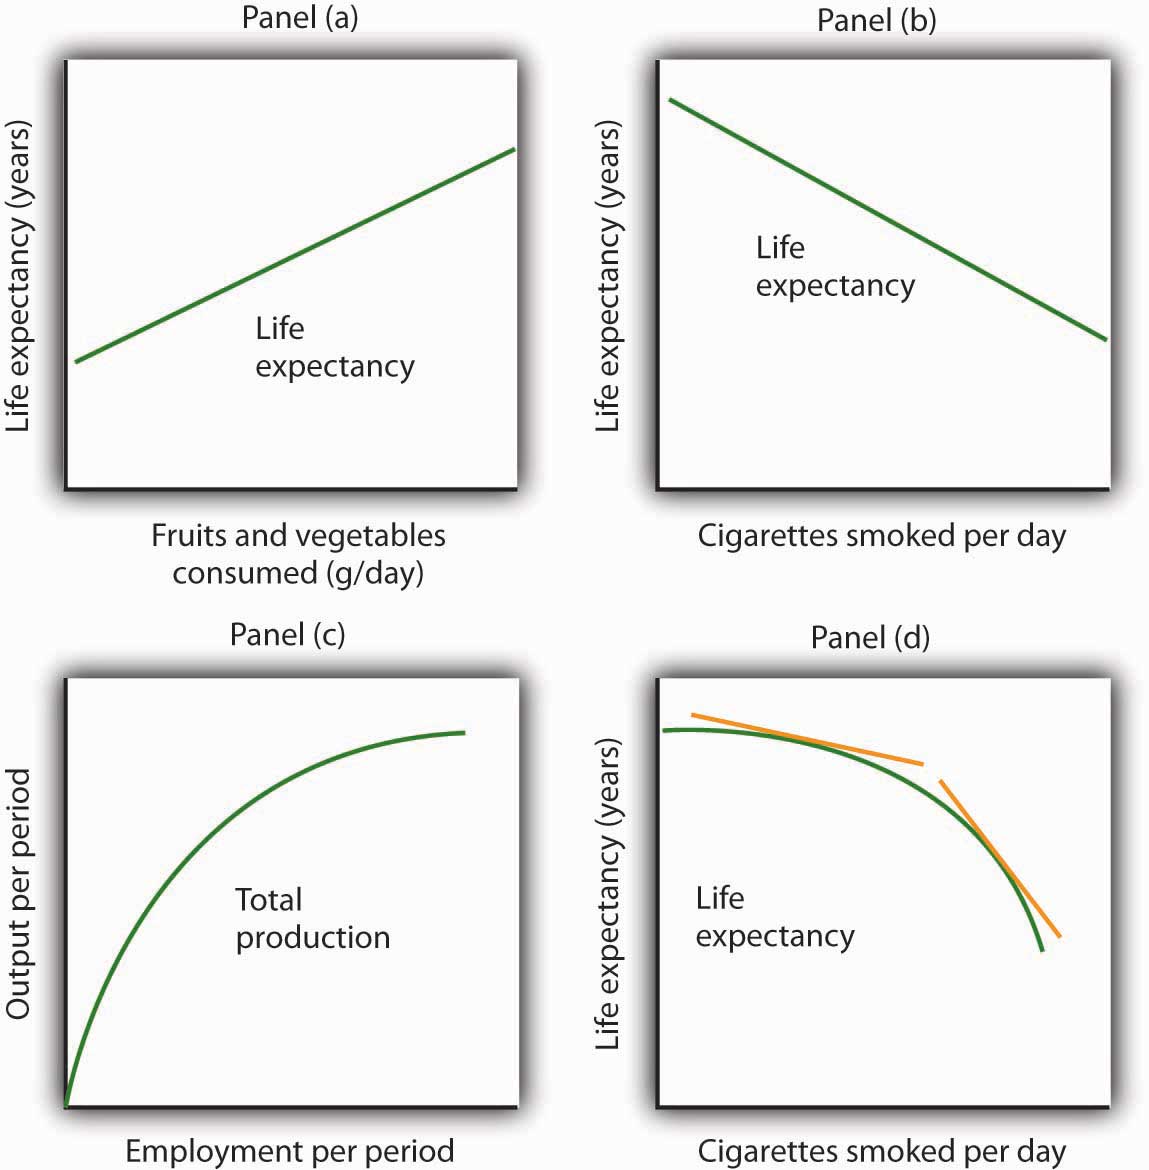 Panel (a)
Life expectancy (years)
Life
expectancy
Fruits and vegetables
consumed (g/day)
Panel (b)
Life expectancy (years)
Life
expectancy
Cigarettes smoked per day
Panel (c)
Output per period
Total
production
Employment per period
Panel (d)
Life expectancy (years)
Life
expectancy
Cigarettes smoked per day